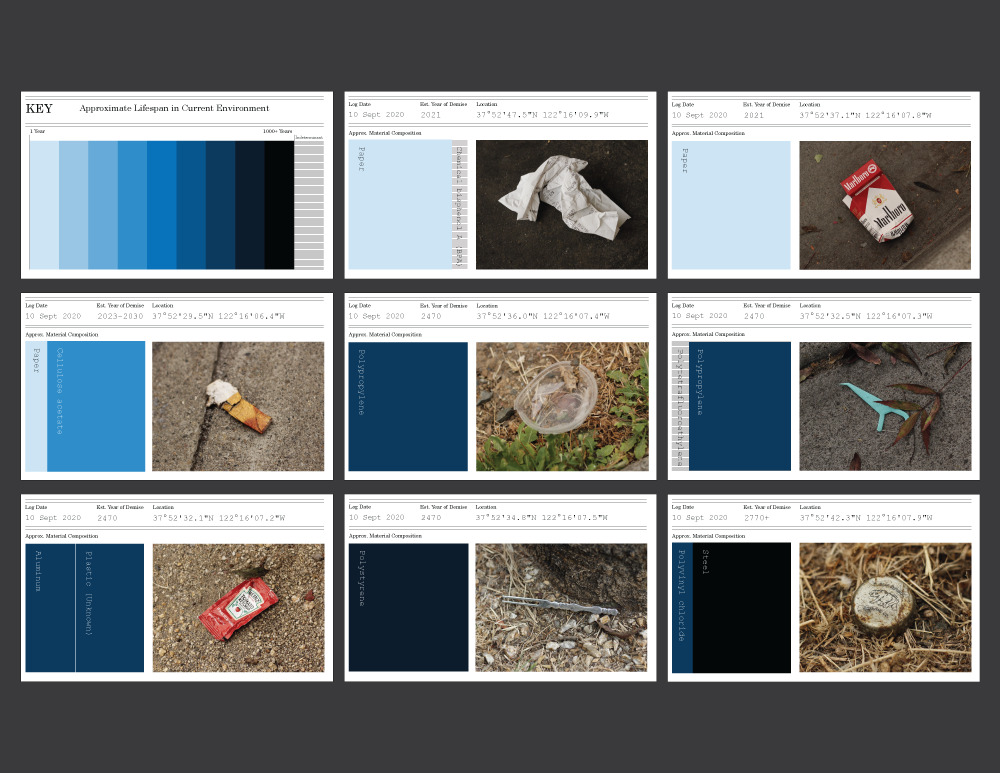 KEY
Approximate Lifespan in Current Environment
1 Year
1000+ Years
Indeterminate
Log Date
Est. Year of Demise
Location
10 Sept 2020
2021
37°52'47.5"N 122°16'09.9"W
Approx. Material Composition
Paper
Chemical Bisphenol A (BPA)
Log Date
Est. Year of Demise
Location
10 Sept 2020
2021
37°52'37.1"N 122°16'07.8"W
Approx. Material Composition
Paper
Marlboro
Marlboro
Log Date
Est. Year of Demise
Location
10 Sept 2020
2023-2030
37°52'29.5"N 122°16'06.4"W
Approx. Material Composition
Paper
Cellulose acetate
Log Date
Est. Year of Demise
Location
10 Sept 2020
2470
37°52'36.0"N 122°16'07.4"W
Approx. Material Composition
Polypropylene
Log Date
Est. Year of Demise
Location
10 Sept 2020
2470
37°52'32.5"N 122°16'07.3"W
Approx. Material Composition
Polytetrafluoroethylene
Polypropylene
Log Date
Est. Year of Demise
Location
10 Sept 2020
2470
37°52'32.1"N 122°16'07.2"W
Approx. Material Composition
Aluminum
Plastic (Unknown)
Log Date
Est. Year of Demise
Location
10 Sept 2020
2470
37°52'34.8"N 122°16'07.5"W
Approx. Material Composition
Polystyrene
Log Date
Est. Year of Demise
Location
10 Sept 2020
2770+
37°52'42.3"N 122°16'07.9"W
Approx. Material Composition
Polyvinyl chloride
Steel